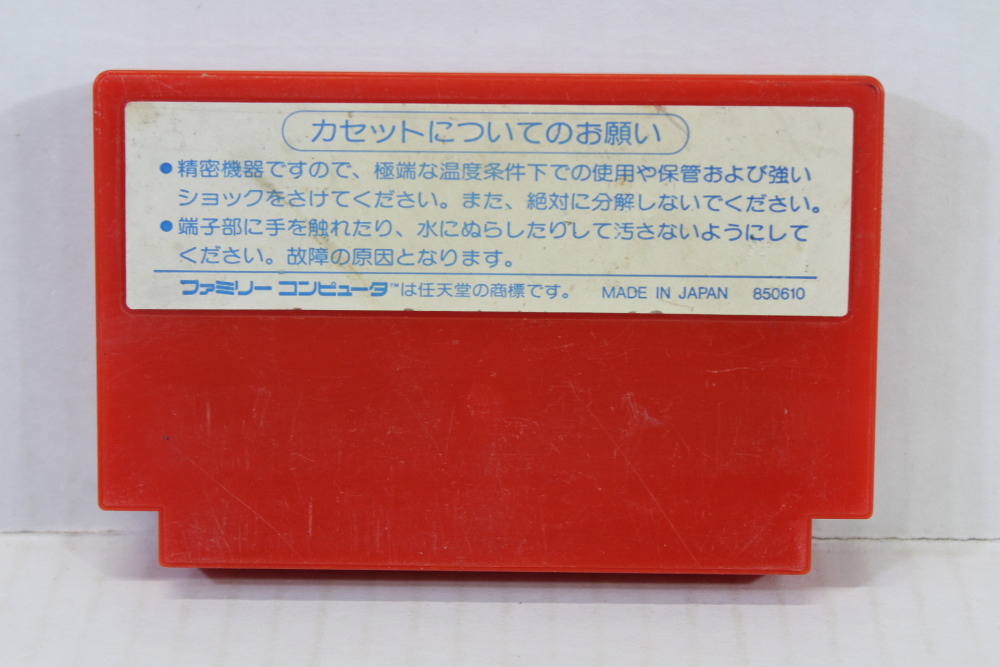 カセットについてのお願い
●精密機器ですので、極端な温度条件下での使用や保管および強い
ショックをさけてください。また、絶対に分解しないでください。
●端子部に手を触れたり、水にぬらしたりして汚さないようにして
ください。故障の原因となります。
ファミリー コンピュータ™は任天堂の商標です。 MADE IN JAPAN 850610